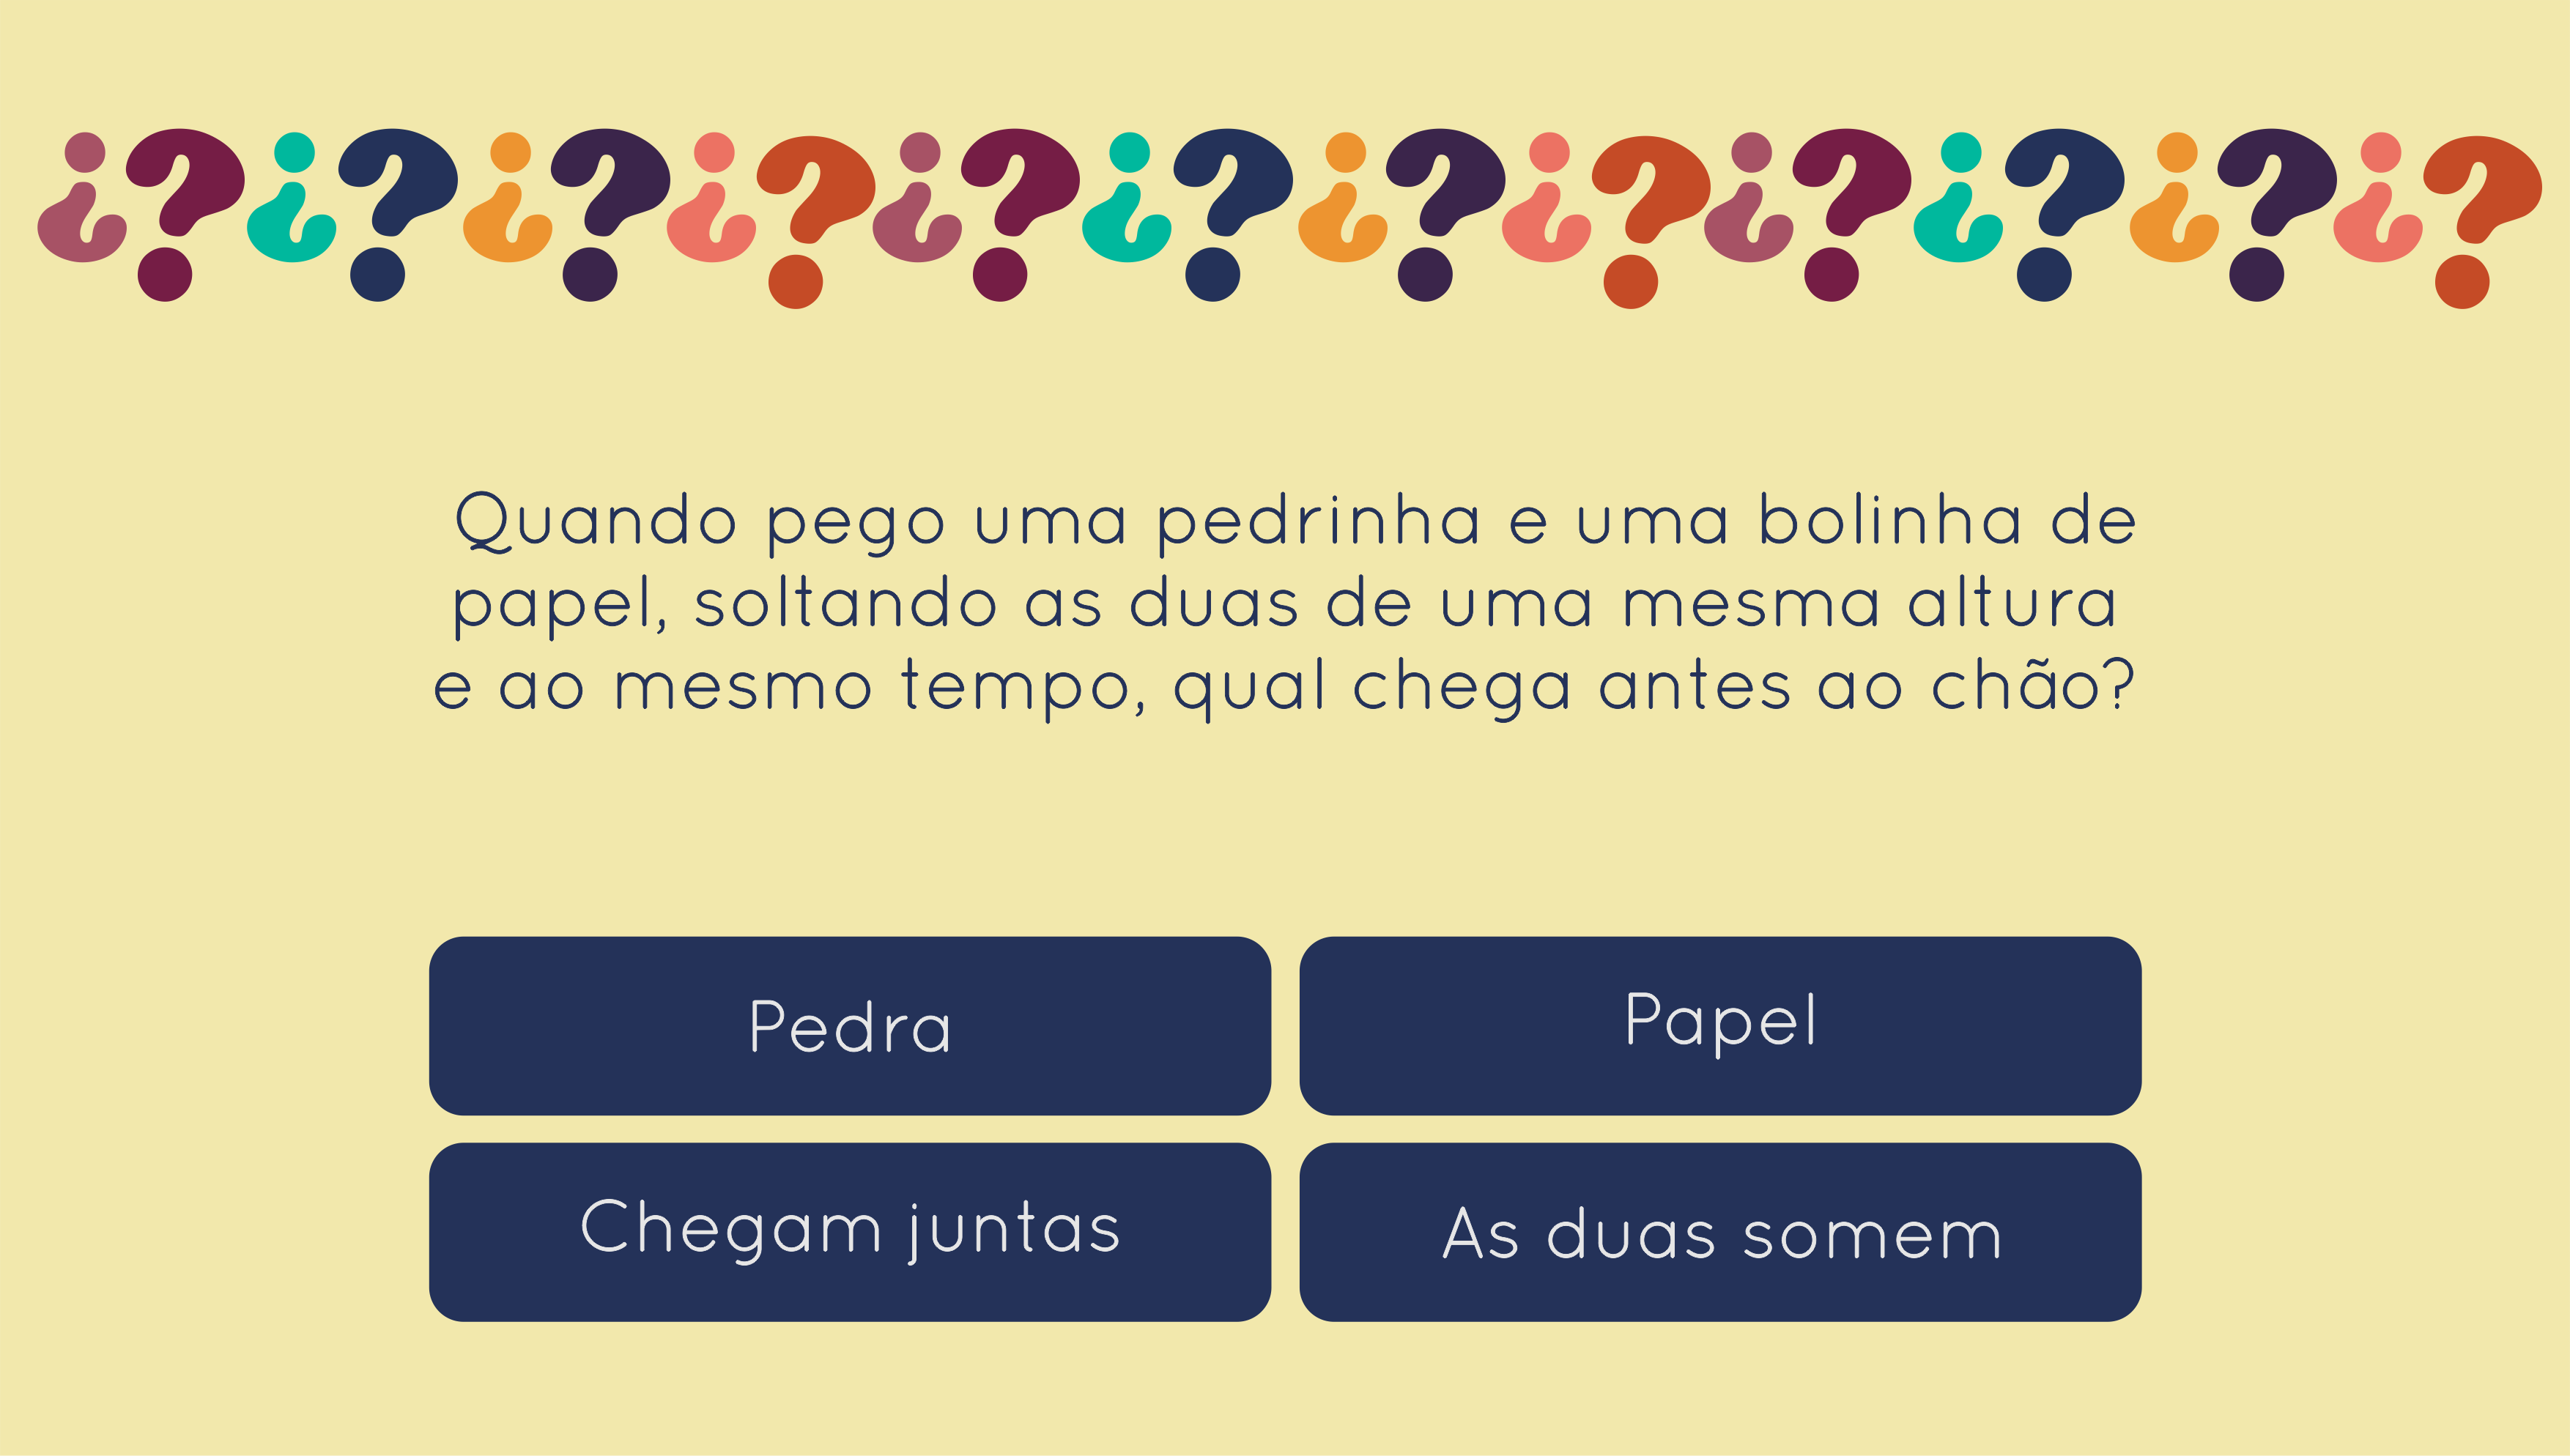 ¿?¿?¿?¿?¿?¿?¿?¿?¿?¿?¿?¿?
Quando pego uma pedrinha e uma bolinha de
papel, soltando as duas de uma mesma altura
e ao mesmo tempo, qual chega antes ao chão?
Pedra
Papel
Chegam juntas
As duas somem